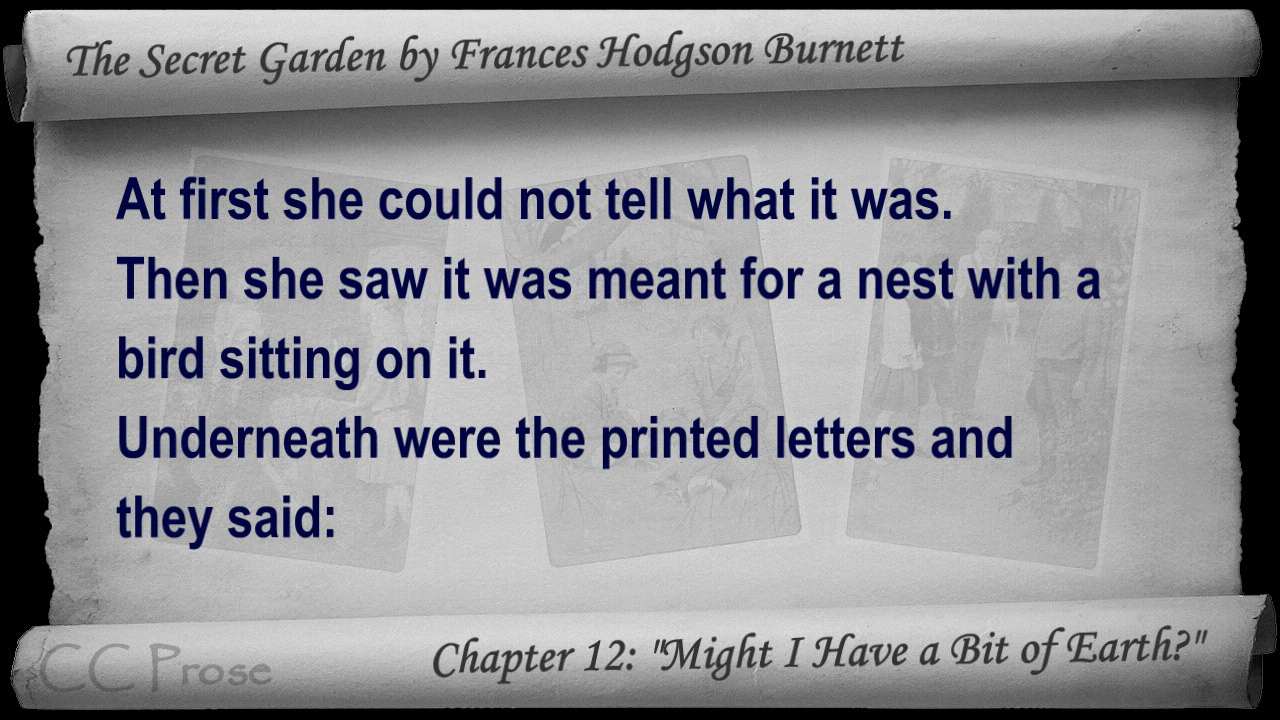 The Secret Garden by Frances Hodgson Burnett
At first she could not tell what it was.
Then she saw it was meant for a nest with a
bird sitting on it.
Underneath were the printed letters and
they said:
CC Prose
Chapter 12: "Might I Have a Bit of Earth?"